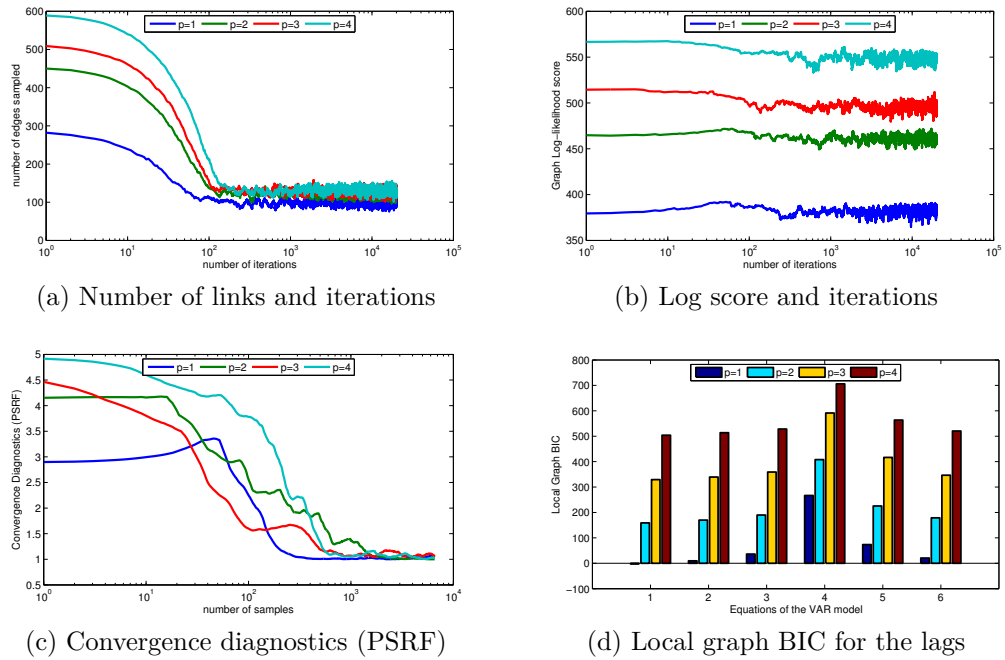 p=1 p=2 p=3 p=4
600
500
400
300
200
100
0
number of edges sampled
10^0 10^1 10^2 10^3 10^4 10^5
number of iterations
(a) Number of links and iterations
p=1 p=2 p=3 p=4
600
550
500
450
400
350
Graph Log−likelihood score
10^0 10^1 10^2 10^3 10^4 10^5
number of iterations
(b) Log score and iterations
p=1 p=2 p=3 p=4
5
4.5
4
3.5
3
2.5
2
1.5
1
0.5
Convergence Diagnostics (PSRF)
10^0 10^1 10^2 10^3 10^4
number of samples
(c) Convergence diagnostics (PSRF)
p=1 p=2 p=3 p=4
800
700
600
500
400
300
200
100
0
−100
Local Graph BIC
1 2 3 4 5 6
Equations of the VAR model
(d) Local graph BIC for the lags